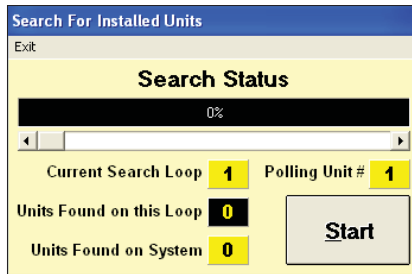 Search For Installed Units
Exit
Search Status
0%
Current Search Loop 1 Polling Unit # 1
Units Found on this Loop 0
Start
Units Found on System 0